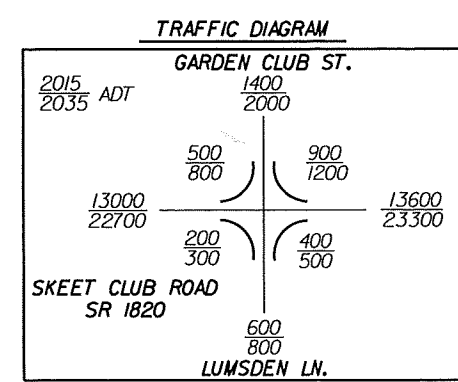 TRAFFIC DIAGRAM
GARDEN CLUB ST.
2015
2035 ADT
1400
2000
500
800
900
1200
13000
22700
13600
23300
200
300
400
500
SKEET CLUB ROAD
SR 1820
600
800
LUMSDEN LN.